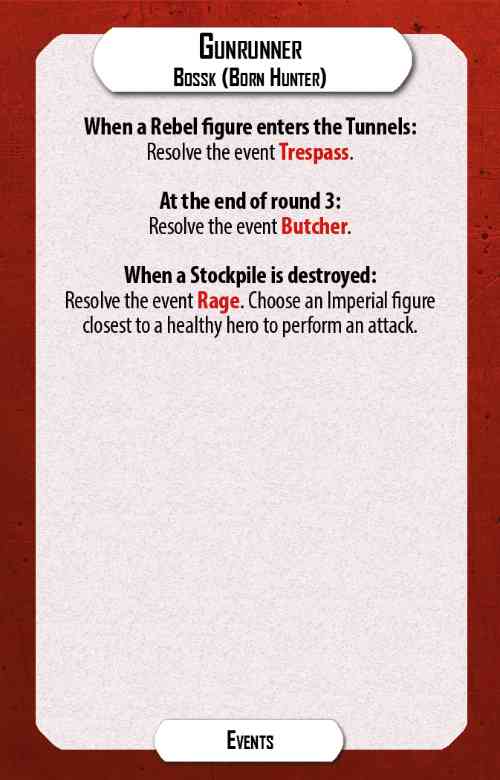 Gunrunner
Bossk (Born Hunter)
When a Rebel figure enters the Tunnels:
Resolve the event Trespass.
At the end of round 3:
Resolve the event Butcher.
When a Stockpile is destroyed:
Resolve the event Rage. Choose an Imperial figure
closest to a healthy hero to perform an attack.
Events